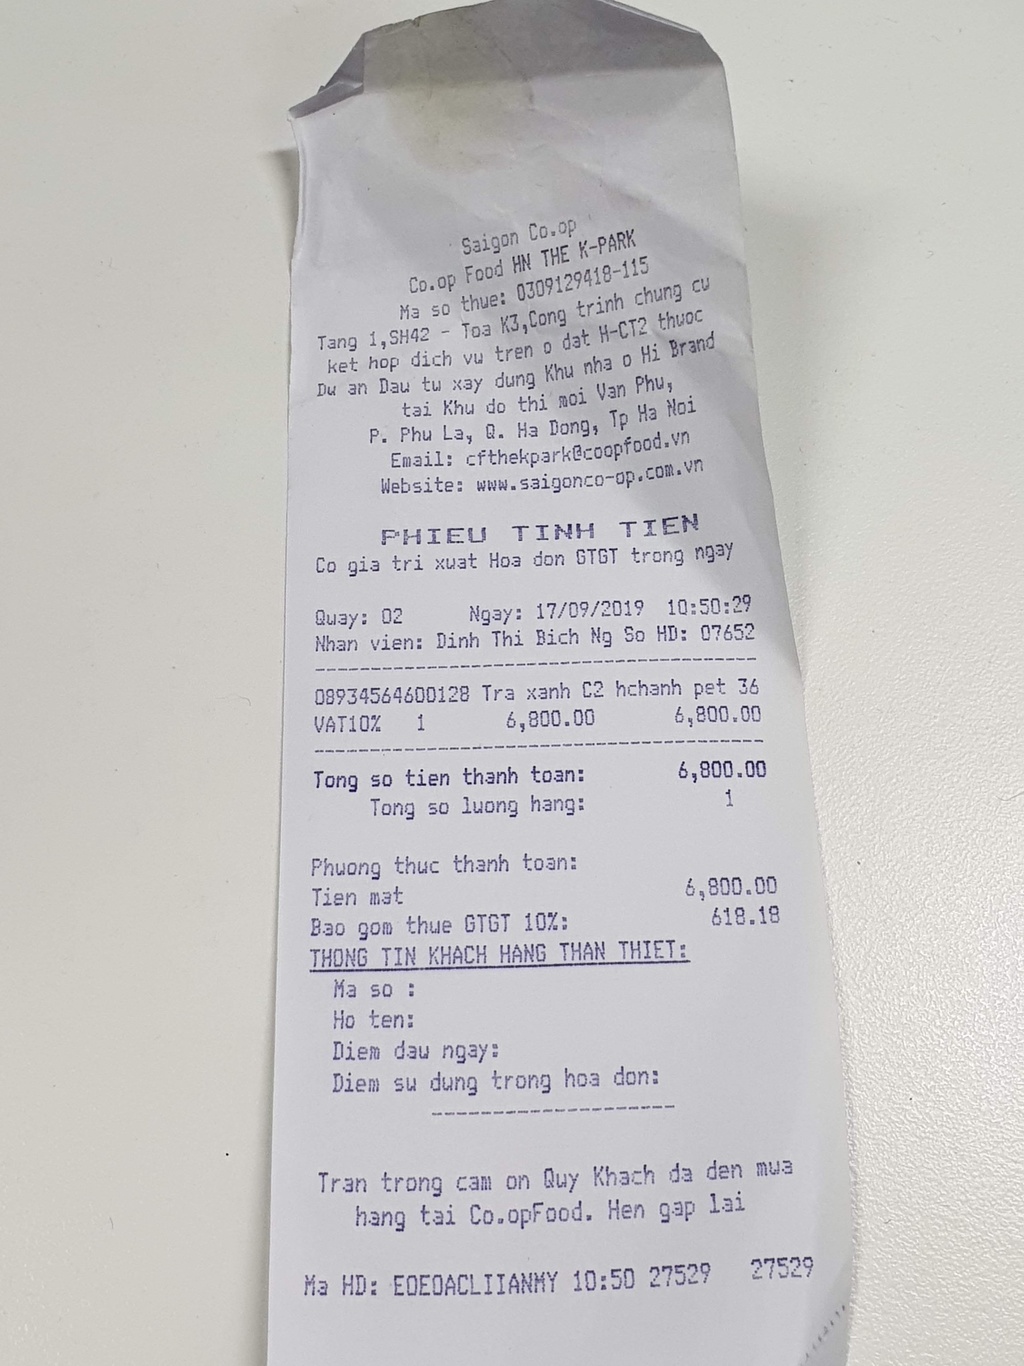 Saigon Co.op
Co.op Food HN THE K-PARK
Ma so thue: 0309129418-115
Tang 1,SH42 - Toa K3,Cong trinh chung cu
ket hop dich vu tren o dat H-CT2 thuoc
Du an Dau tu xay dung Khu nha o Hi Brand
tai Khu do thi moi Van Phu,
P. Phu La, Q. Ha Dong, Tp Ha Noi
Email: cfthekpark@coopfood.vn
Website: www.saigonco-op.com.vn
PHIEU TINH TIEN
Co gia tri xuat Hoa don GTGT trong ngay
Quay: 02 Ngay: 17/09/2019 10:50:29
Nhan vien: Dinh Thi Bich Ng So HD: 07652
08934564600128 Tra xanh C2 hchanh pet 36
VAT10% 1 6,800.00 6,800.00
Tong so tien thanh toan: 6,800.00
Tong so luong hang: 1
Phuong thuc thanh toan:
Tien mat 6,800.00
Bao gom thue GTGT 10%: 618.18
THONG TIN KHACH HANG THAN THIET:
Ma so :
Ho ten:
Diem dau ngay:
Diem su dung trong hoa don:
Tran trong cam on Quy Khach da den mua
hang tai Co.opFood. Hen gap lai
Ma HD: EOEOACLIIANMY 10:50 27529 27529